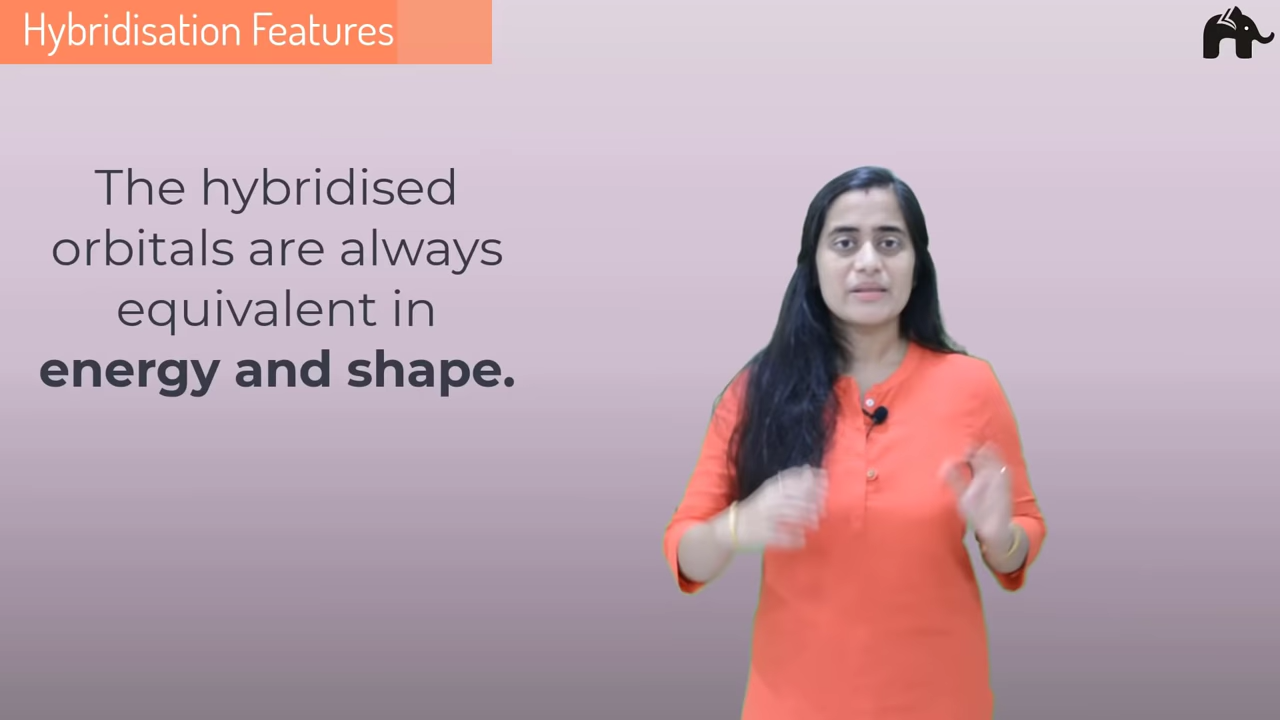 Hybridisation Features
The hybridised
orbitals are always
equivalent in
energy and shape.